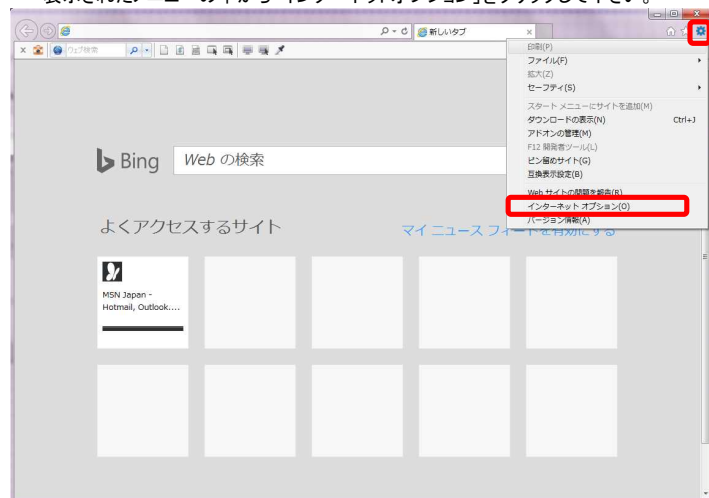 表示されたメニューの中から「インターネットオプション」をクリックして下さい。
新しいタブ
ウェブ検索
印刷(P)
ファイル(F)
拡大(Z)
セーフティ(S)
スタート メニューにサイトを追加(M)
ダウンロードの表示(N) Ctrl+J
アドオンの管理(M)
F12 開発者ツール(L)
ピン留めのサイト(G)
互換表示設定(B)
Web サイトの問題を報告(R)
インターネット オプション(O)
バージョン情報(A)
Bing
Web の検索
よくアクセスするサイト
マイ ニュース フィードを有効にする
MSN Japan -
Hotmail, Outlook....